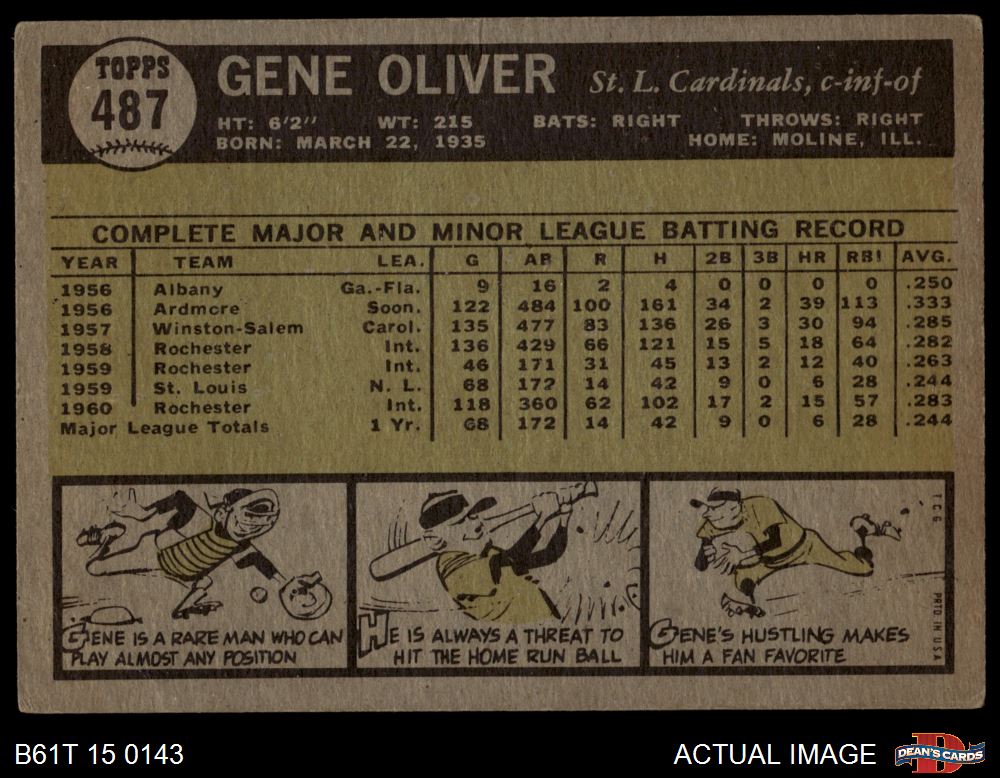 TOPPS
487
GENE OLIVER St. L. Cardinals, c-inf-of
HT: 6'2" WT: 215 BATS: RIGHT THROWS: RIGHT
BORN: MARCH 22, 1935 HOME: MOLINE, ILL.
COMPLETE MAJOR AND MINOR LEAGUE BATTING RECORD
YEAR TEAM LEA. G AB R H 2B 3B HR RBI AVG.
1956 Albany Ga.-Fla. 9 16 2 4 0 0 0 0 .250
1956 Ardmore Soon. 122 484 100 161 34 2 39 113 .333
1957 Winston-Salem Carol. 135 477 83 136 26 3 30 94 .285
1958 Rochester Int. 136 429 66 121 15 5 18 64 .282
1959 Rochester Int. 46 171 31 45 13 2 12 40 .263
1959 St. Louis N. L. 68 172 14 42 9 0 6 28 .244
1960 Rochester Int. 118 360 62 102 17 2 15 57 .283
Major League Totals 1 Yr. 68 172 14 42 9 0 6 28 .244
GENE IS A RARE MAN WHO CAN
PLAY ALMOST ANY POSITION
HE IS ALWAYS A THREAT TO
HIT THE HOME RUN BALL
GENE'S HUSTLING MAKES
HIM A FAN FAVORITE
T.C.G.
PRTD. IN U.S.A.
B61T 15 0143
ACTUAL IMAGE
DEAN'S CARDS